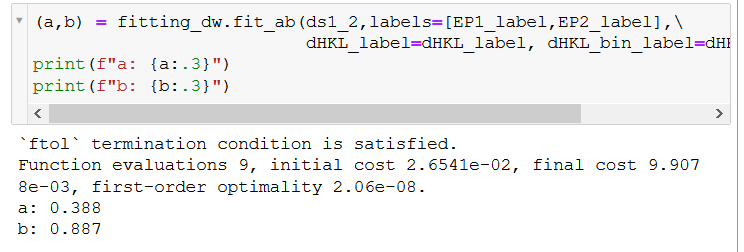 (a,b) = fitting_dw.fit_ab(ds1_2,labels=[EP1_label,EP2_label],\
dHKL_label=dHKL_label, dHKL_bin_label=dH
print(f"a: {a:.3}")
print(f"b: {b:.3}")
`ftol` termination condition is satisfied.
Function evaluations 9, initial cost 2.6541e-02, final cost 9.907
8e-03, first-order optimality 2.06e-08.
a: 0.388
b: 0.887